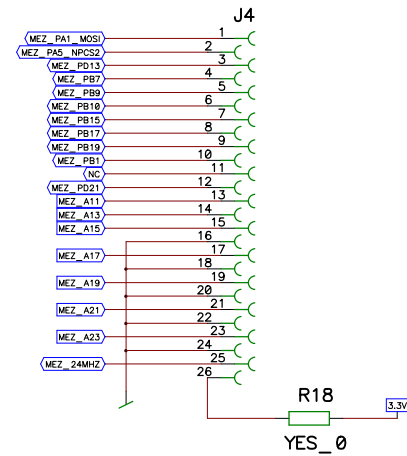 J4
MEZ_PA1_MOSI 1
MEZ_PA5_NPCS2 2
MEZ_PD13 3
MEZ_PB7 4
MEZ_PB9 5
MEZ_PB10 6
MEZ_PB15 7
MEZ_PB17 8
MEZ_PB19 9
MEZ_PB1 10
NC 11
MEZ_PD21 12
MEZ_A11 13
MEZ_A13 14
MEZ_A15 15
16
MEZ_A17 17
18
MEZ_A19 19
20
MEZ_A21 21
22
MEZ_A23 23
24
MEZ_24MHZ 25
26
R18
3.3V
YES_0